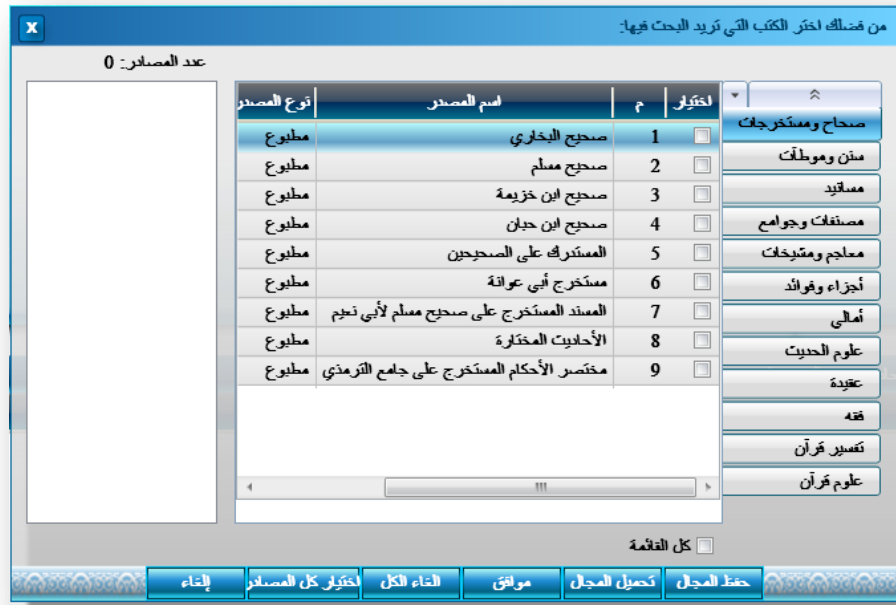 من فضلك اختر الكتب التي تريد البحث فيها:
X
عدد المصادر: 0
اختيار م اسم المصدر نوع المصدر
1 صحيح البخاري مطبوع
2 صحيح مسلم مطبوع
3 صحيح ابن خزيمة مطبوع
4 صحيح ابن حبان مطبوع
5 المستدرك على الصحيحين مطبوع
6 مستخرج أبي عوانة مطبوع
7 المسند المستخرج على صحيح مسلم لأبي نعيم مطبوع
8 الأحاديث المختارة مطبوع
9 مختصر الأحكام المستخرج على جامع الترمذي مطبوع
صحاح ومستخرجات
سنن وموطآت
مسانيد
مصنفات وجوامع
معاجم ومشيخات
أجزاء وفوائد
أمالي
علوم الحديث
عقيدة
فقه
تفسير قرآن
علوم قرآن
كل القائمة
حفظ المجال تحميل المجال موافق الغاء الكل اختيار كل المصادر إلغاء